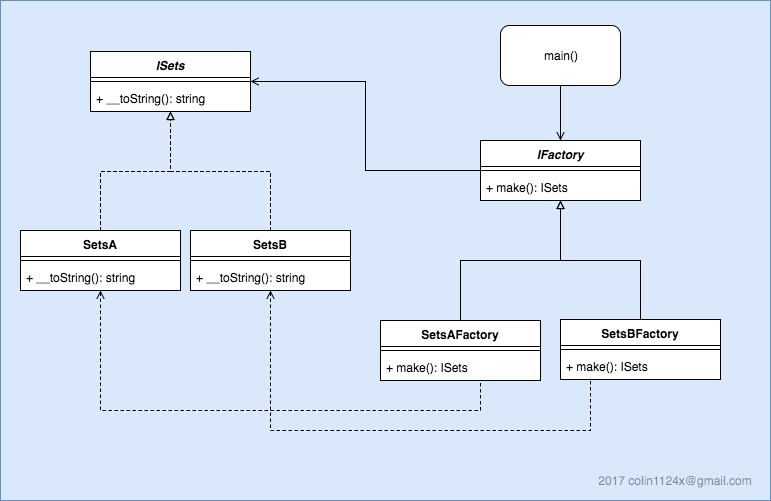 main()
ISets
+ __toString(): string
IFactory
+ make(): ISets
SetsA
+ __toString(): string
SetsB
+ __toString(): string
SetsAFactory
+ make(): ISets
SetsBFactory
+ make(): ISets
2017 colin1124x@gmail.com